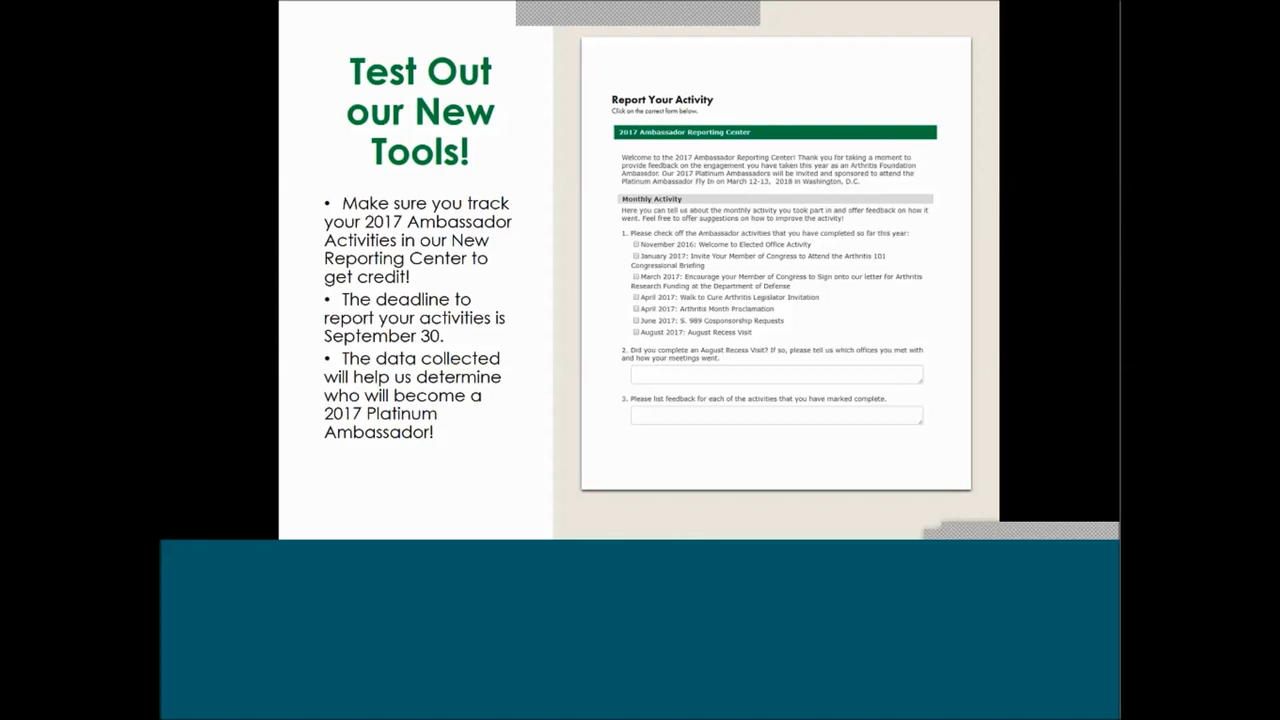 Test Out
our New
Tools!
• Make sure you track
your 2017 Ambassador
Activities in our New
Reporting Center to
get credit!
• The deadline to
report your activities is
September 30.
• The data collected
will help us determine
who will become a
2017 Platinum
Ambassador!
Report Your Activity
Click on the correct form below.
2017 Ambassador Reporting Center
Welcome to the 2017 Ambassador Reporting Center! Thank you for taking a moment to
provide feedback on the engagement you have taken this year as an Arthritis Foundation
Ambassdor. Our 2017 Platinum Ambassadors will be invited and sponsored to attend the
Platinum Ambassador Fly In on March 12-13, 2018 in Washington, D.C.
Monthly Activity
Here you can tell us about the monthly activity you took part in and offer feedback on how it
went. Feel free to offer suggestions on how to improve the activity!
1. Please check off the Ambassador activities that you have completed so far this year:
November 2016: Welcome to Elected Office Activity
January 2017: Invite Your Member of Congress to Attend the Arthritis 101
Congressional Briefing
March 2017: Encourage your Member of Congress to Sign onto our letter for Arthritis
Research Funding at the Department of Defense
April 2017: Walk to Cure Arthritis Legislator Invitation
April 2017: Arthritis Month Proclamation
June 2017: S. 989 Cosponsorship Requests
August 2017: August Recess Visit
2. Did you complete an August Recess Visit? If so, please tell us which offices you met with
and how your meetings went.
3. Please list feedback for each of the activities that you have marked complete.